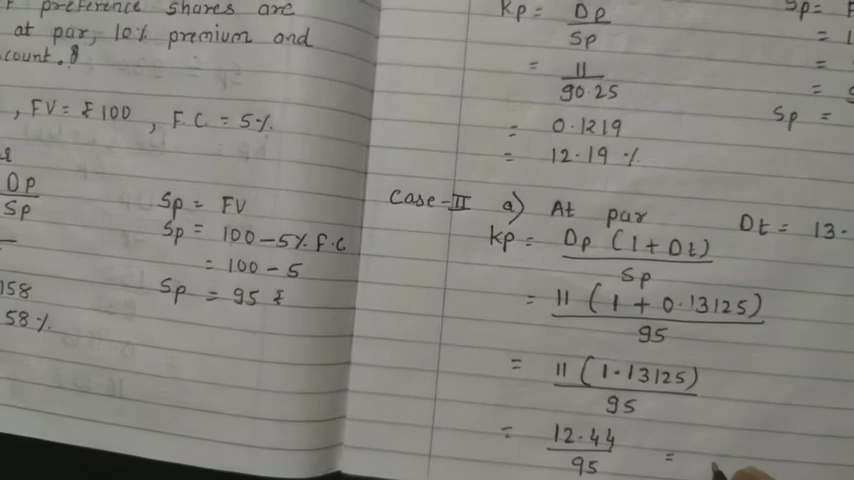 preference shares are
at par, 10% premium and
count.
, FV = ₹100 , F.C = 5%
Dp
Sp
158
58%
Sp = FV
Sp = 100 - 5% F.C
= 100 - 5
Sp = 95 ₹
Kp = Dp
Sp
= 11
90.25
= 0.1219
= 12.19 %
Sp =
=
=
=
Sp =
Case-II a) At par Dt = 13.
Kp = Dp (1 + Dt)
Sp
= 11 (1 + 0.13125)
95
= 11 (1.13125)
95
= 12.44
95 =